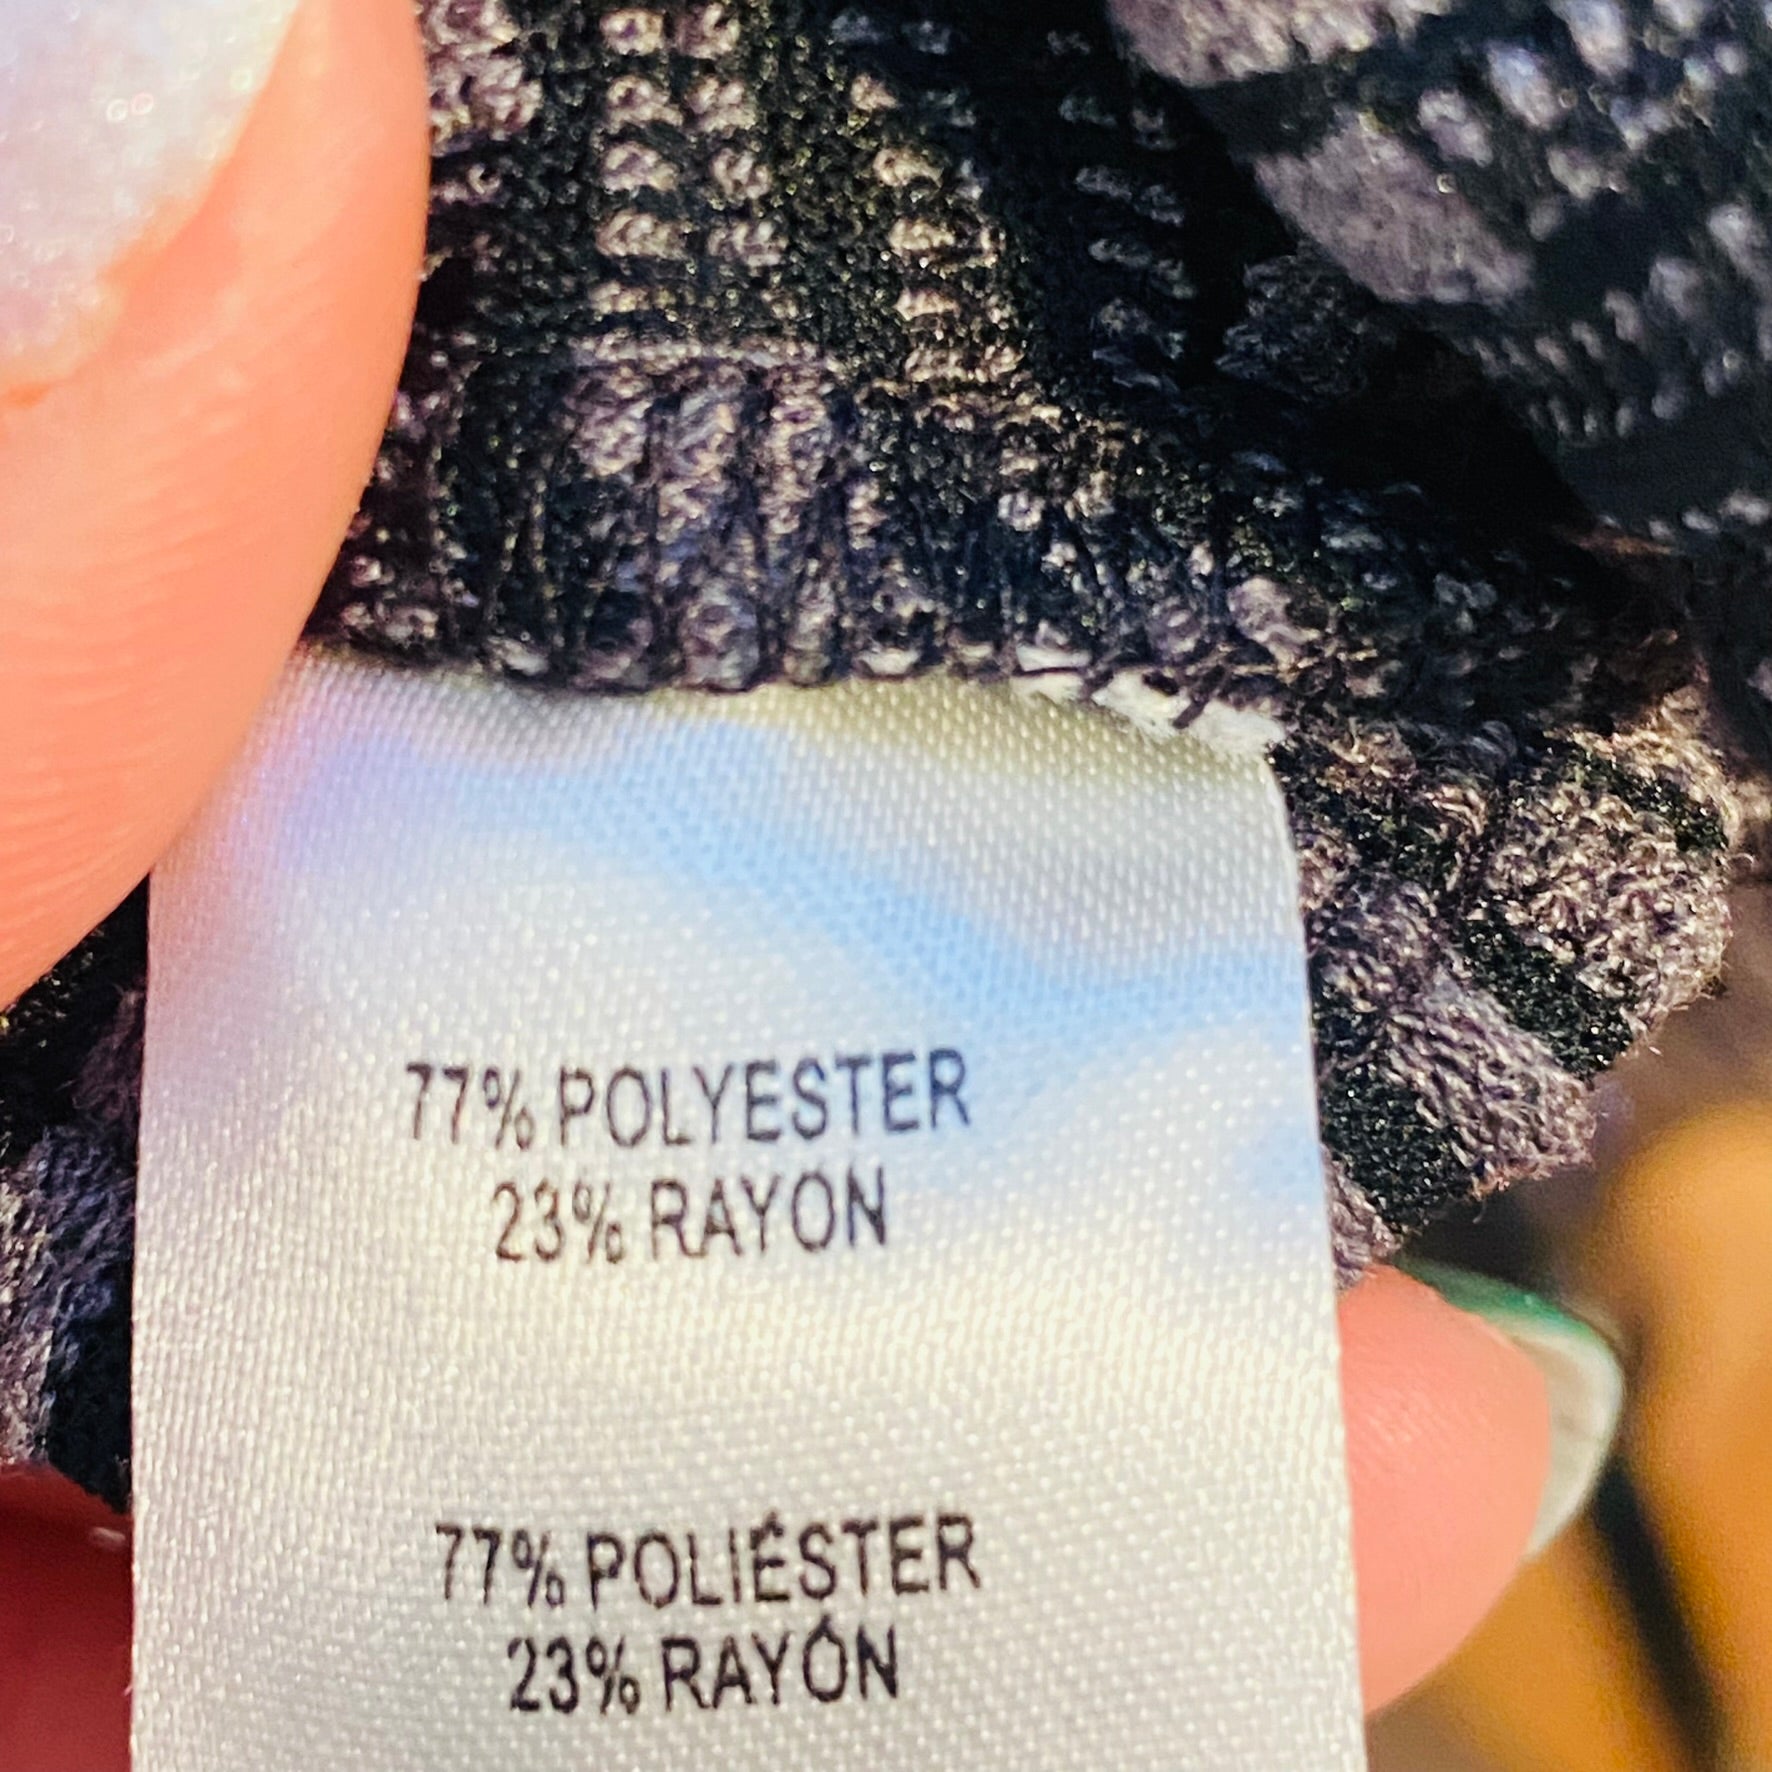 77% POLYESTER
23% RAYON
77% POLIÉSTER
23% RAYÓN